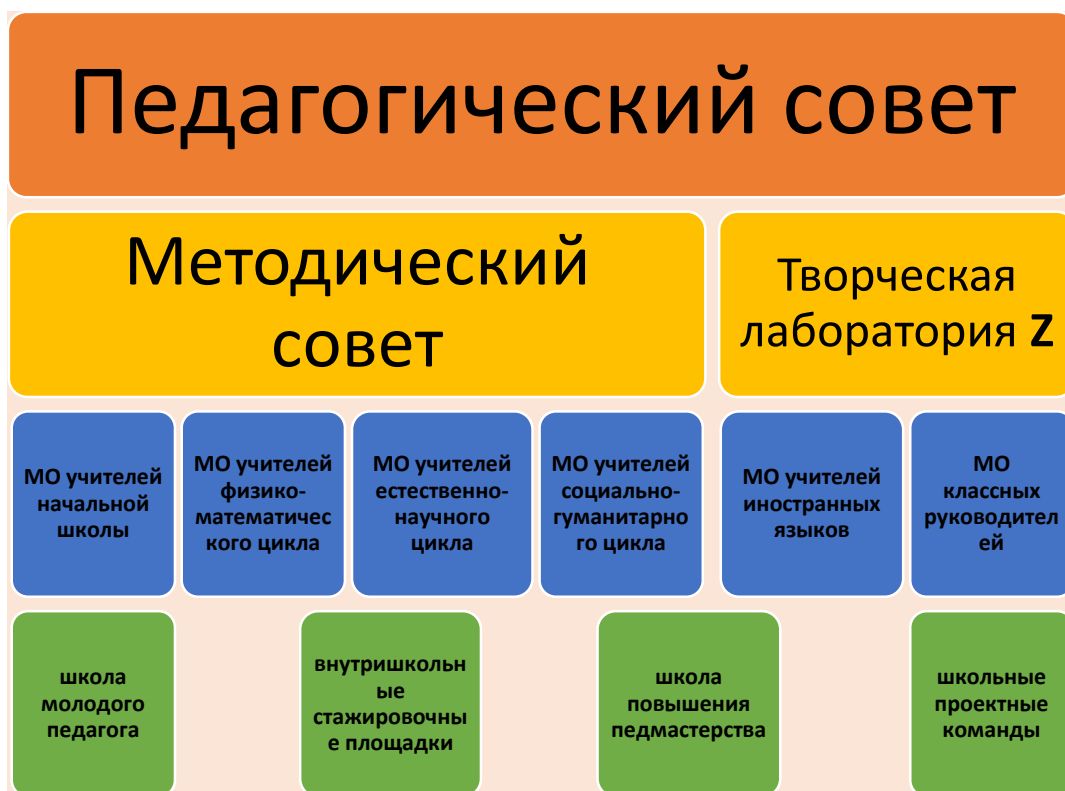 Педагогический совет
Методический
совет
Творческая
лаборатория Z
МО учителей
начальной
школы
МО учителей
физико-
математичес
кого цикла
МО учителей
естественно-
научного
цикла
МО учителей
социально-
гуманитарно
го цикла
МО учителей
иностранных
языков
МО
классных
руководител
ей
школа
молодого
педагога
внутришкольн
ые
стажировочны
е площадки
школа
повышения
педмастерства
школьные
проектные
команды